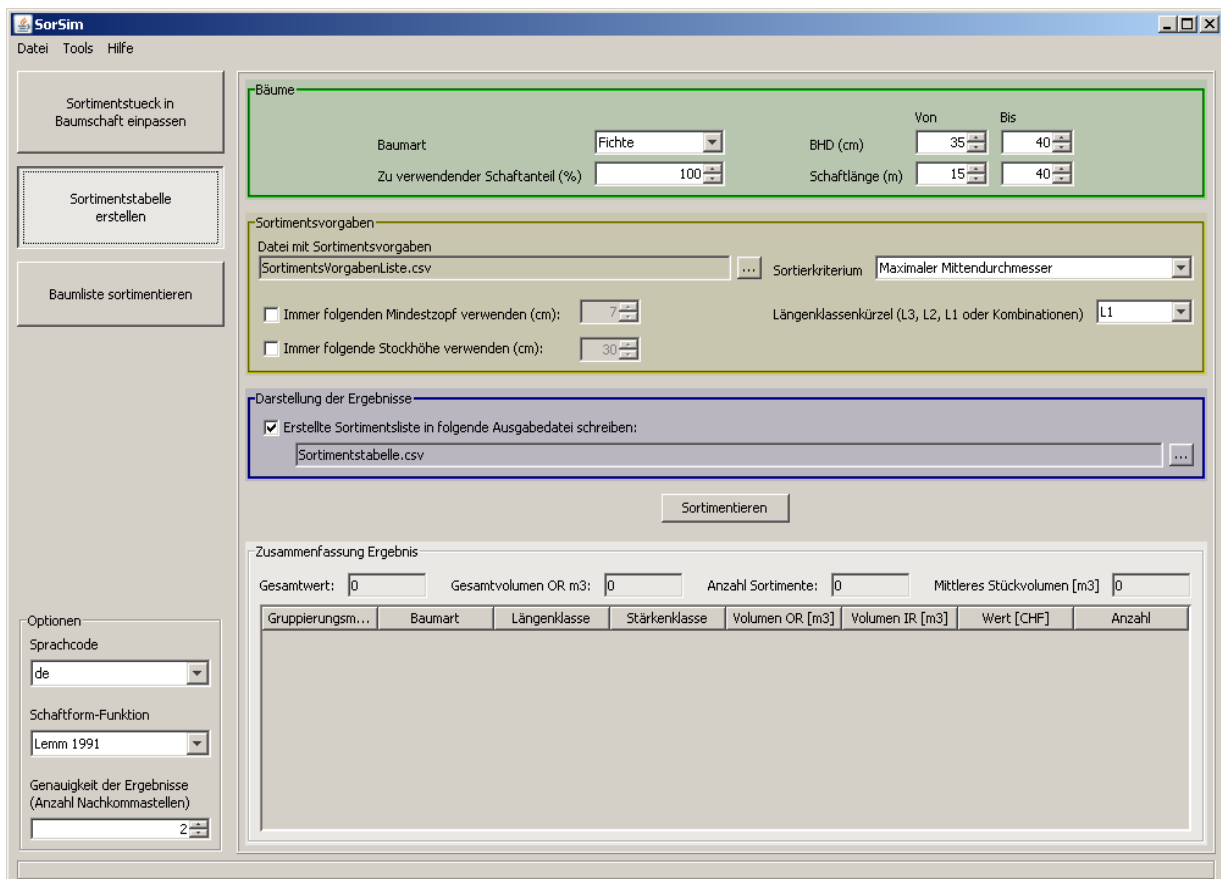 SorSim
Datei Tools Hilfe
Sortimentstueck in
Baumschaft einpassen
Sortimentstabelle
erstellen
Baumliste sortimentieren
Optionen
Sprachcode
de
Schaftform-Funktion
Lemm 1991
Genauigkeit der Ergebnisse
(Anzahl Nachkommastellen)
2
Bäume
Von Bis
Baumart Fichte BHD (cm) 35 40
Zu verwendender Schaftanteil (%) 100 Schaftlänge (m) 15 40
Sortimentsvorgaben
Datei mit Sortimentsvorgaben
SortimentsVorgabenListe.csv ... Sortierkriterium Maximaler Mittendurchmesser
Immer folgenden Mindestzopf verwenden (cm): 7 Längenklassenkürzel (L3, L2, L1 oder Kombinationen) L1
Immer folgende Stockhöhe verwenden (cm): 30
Darstellung der Ergebnisse
Erstellte Sortimentsliste in folgende Ausgabedatei schreiben:
Sortimentstabelle.csv ...
Sortimentieren
Zusammenfassung Ergebnis
Gesamtwert: 0 Gesamtvolumen OR m3: 0 Anzahl Sortimente: 0 Mittleres Stückvolumen [m3] 0
Gruppierungsm... Baumart Längenklasse Stärkenklasse Volumen OR [m3] Volumen IR [m3] Wert [CHF] Anzahl